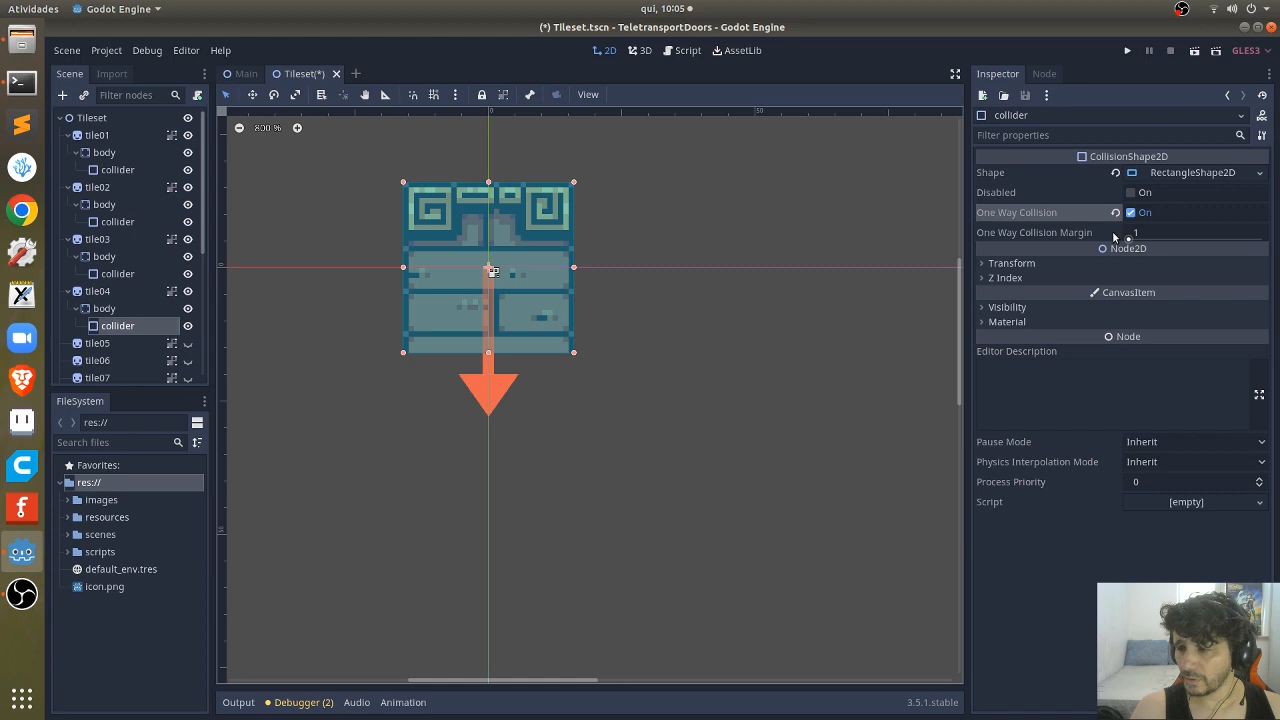 Atividades
Godot Engine
qui, 10:05
(*) Tileset.tscn - TeletransportDoors - Godot Engine
Scene
Project
Debug
Editor
Help
2D
3D
Script
AssetLib
GLES3
Scene
Import
Main
Tileset(*)
Inspector
Node
Filter nodes
View
collider
Filter properties
Tileset
tile01
body
collider
tile02
body
collider
tile03
body
collider
tile04
body
collider
tile05
tile06
tile07
0
50
800 %
0
50
CollisionShape2D
Shape
RectangleShape2D
Disabled
On
One Way Collision
On
One Way Collision Margin
1
Node2D
Transform
Z Index
CanvasItem
Visibility
Material
Node
Editor Description
Pause Mode
Inherit
Physics Interpolation Mode
Inherit
Process Priority
0
Script
[empty]
FileSystem
res://
Search files
Favorites:
res://
images
resources
scenes
scripts
default_env.tres
icon.png
Output
Debugger (2)
Audio
Animation
3.5.1.stable